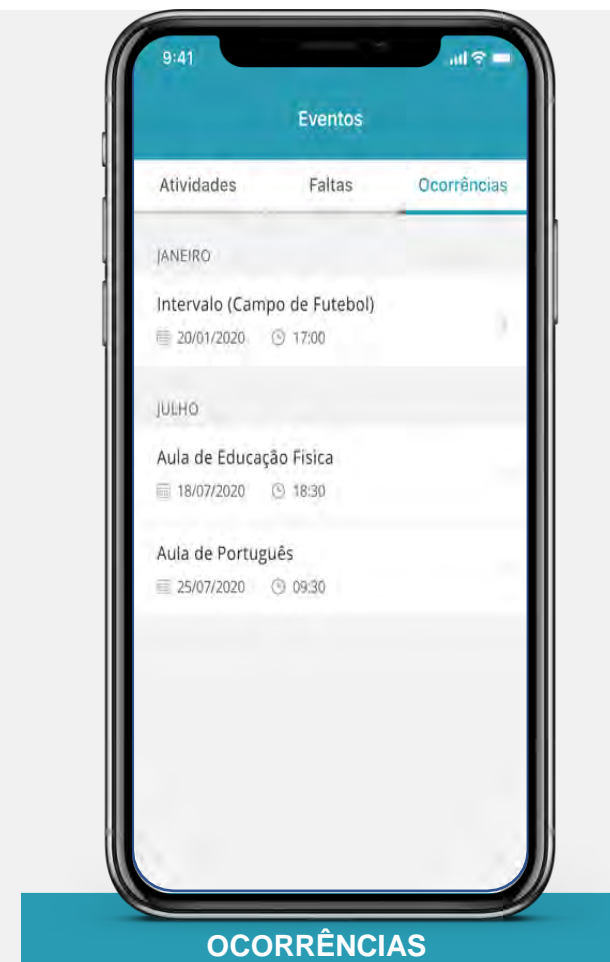 9:41
Eventos
Atividades Faltas Ocorrências
JANEIRO
Intervalo (Campo de Futebol)
20/01/2020 17:00
JULHO
Aula de Educação Fisica
18/07/2020 18:30
Aula de Português
25/07/2020 09:30
OCORRÊNCIAS